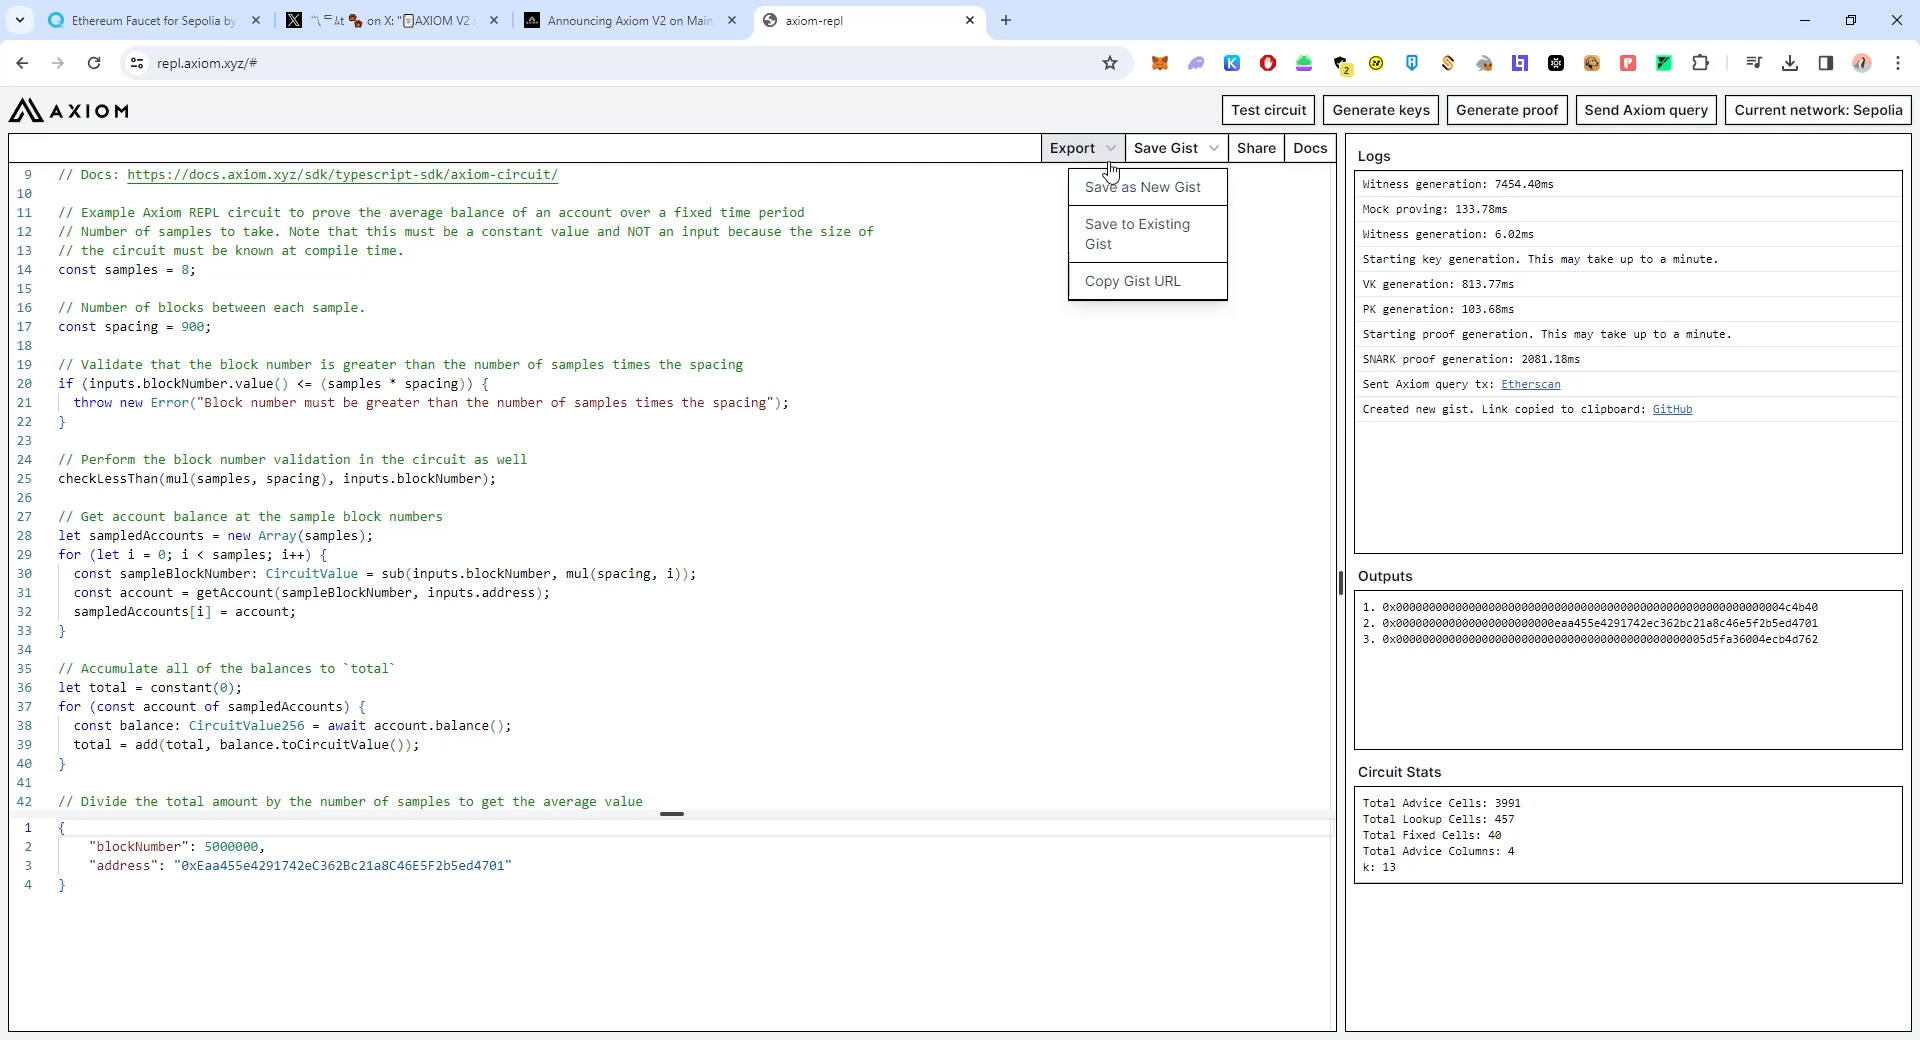 Ethereum Faucet for Sepolia by
on X: "🃏AXIOM V2
Announcing Axiom V2 on Main
axiom-repl
repl.axiom.xyz/#
2
AXIOM
Test circuit
Generate keys
Generate proof
Send Axiom query
Current network: Sepolia
Export
Save Gist
Share
Docs
Save as New Gist
Save to Existing
Gist
Copy Gist URL
9 // Docs: https://docs.axiom.xyz/sdk/typescript-sdk/axiom-circuit/
10
11 // Example Axiom REPL circuit to prove the average balance of an account over a fixed time period
12 // Number of samples to take. Note that this must be a constant value and NOT an input because the size of
13 // the circuit must be known at compile time.
14 const samples = 8;
15
16 // Number of blocks between each sample.
17 const spacing = 900;
18
19 // Validate that the block number is greater than the number of samples times the spacing
20 if (inputs.blockNumber.value() <= (samples * spacing)) {
21 throw new Error("Block number must be greater than the number of samples times the spacing");
22 }
23
24 // Perform the block number validation in the circuit as well
25 checkLessThan(mul(samples, spacing), inputs.blockNumber);
26
27 // Get account balance at the sample block numbers
28 let sampledAccounts = new Array(samples);
29 for (let i = 0; i < samples; i++) {
30 const sampleBlockNumber: CircuitValue = sub(inputs.blockNumber, mul(spacing, i));
31 const account = getAccount(sampleBlockNumber, inputs.address);
32 sampledAccounts[i] = account;
33 }
34
35 // Accumulate all of the balances to `total`
36 let total = constant(0);
37 for (const account of sampledAccounts) {
38 const balance: CircuitValue256 = await account.balance();
39 total = add(total, balance.toCircuitValue());
40 }
41
42 // Divide the total amount by the number of samples to get the average value
1 {
2 "blockNumber": 5000000,
3 "address": "0xEaa455e4291742eC362Bc21a8C46E5F2b5ed4701"
4 }
Logs
Witness generation: 7454.40ms
Mock proving: 133.78ms
Witness generation: 6.02ms
Starting key generation. This may take up to a minute.
VK generation: 813.77ms
PK generation: 103.68ms
Starting proof generation. This may take up to a minute.
SNARK proof generation: 2081.18ms
Sent Axiom query tx: Etherscan
Created new gist. Link copied to clipboard: GitHub
Outputs
1. 0x00000000000000000000000000000000000000000000000000000000004c4b40
2. 0x000000000000000000000000eaa455e4291742ec362bc21a8c46e5f2b5ed4701
3. 0x00000000000000000000000000000000000000000000000005d5fa36004ecb4d762
Circuit Stats
Total Advice Cells: 3991
Total Lookup Cells: 457
Total Fixed Cells: 40
Total Advice Columns: 4
k: 13